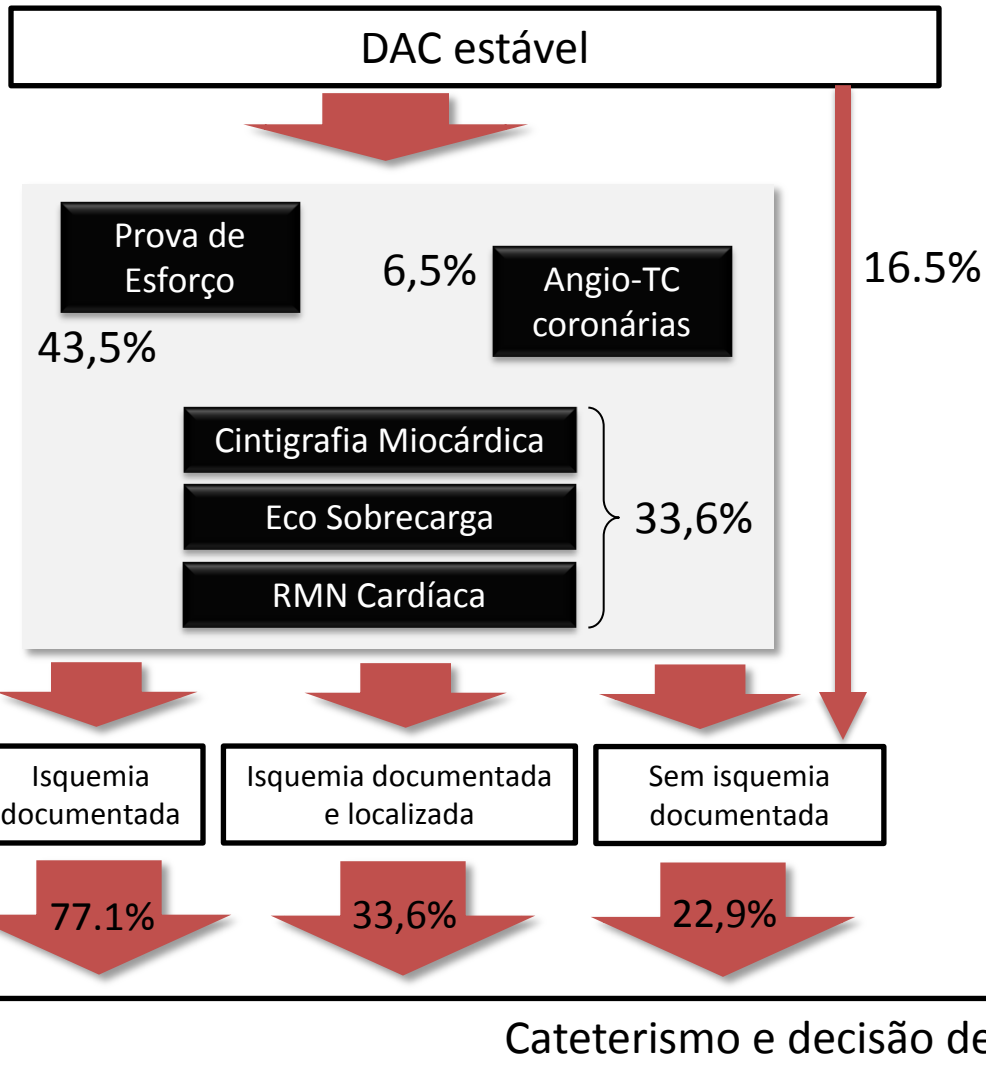 DAC estável
Prova de
Esforço
43,5%
6,5%
Angio-TC
coronárias
16.5%
Cintigrafia Miocárdica
Eco Sobrecarga
RMN Cardíaca
33,6%
Isquemia
documentada
Isquemia documentada
e localizada
Sem isquemia
documentada
77.1%
33,6%
22,9%
Cateterismo e decisão de